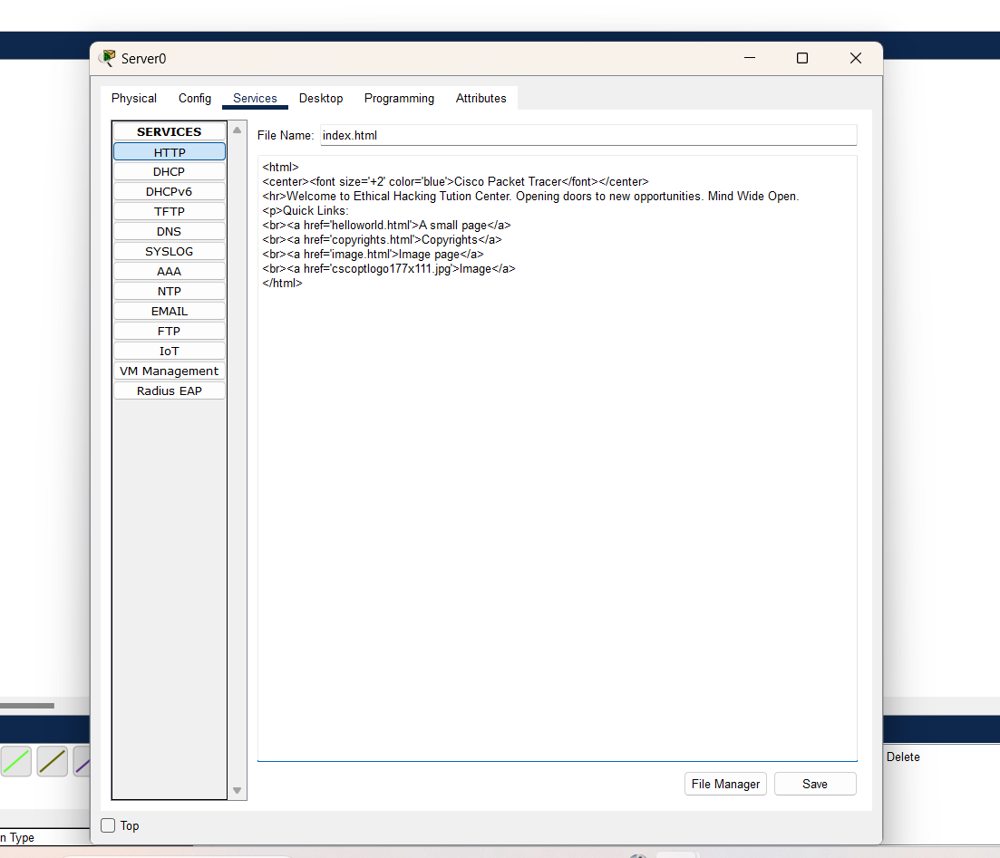 Server0
Physical Config Services Desktop Programming Attributes
SERVICES
HTTP
DHCP
DHCPv6
TFTP
DNS
SYSLOG
AAA
NTP
EMAIL
FTP
IoT
VM Management
Radius EAP
File Name: index.html
<html>
<center><font size='+2' color='blue'>Cisco Packet Tracer</font></center>
<hr>Welcome to Ethical Hacking Tution Center. Opening doors to new opportunities. Mind Wide Open.
<p>Quick Links:
<br><a href='helloworld.html'>A small page</a>
<br><a href='copyrights.html'>Copyrights</a>
<br><a href='image.html'>Image page</a>
<br><a href='cscoptlogo177x111.jpg'>Image</a>
</html>
File Manager Save
Top
Delete
n Type